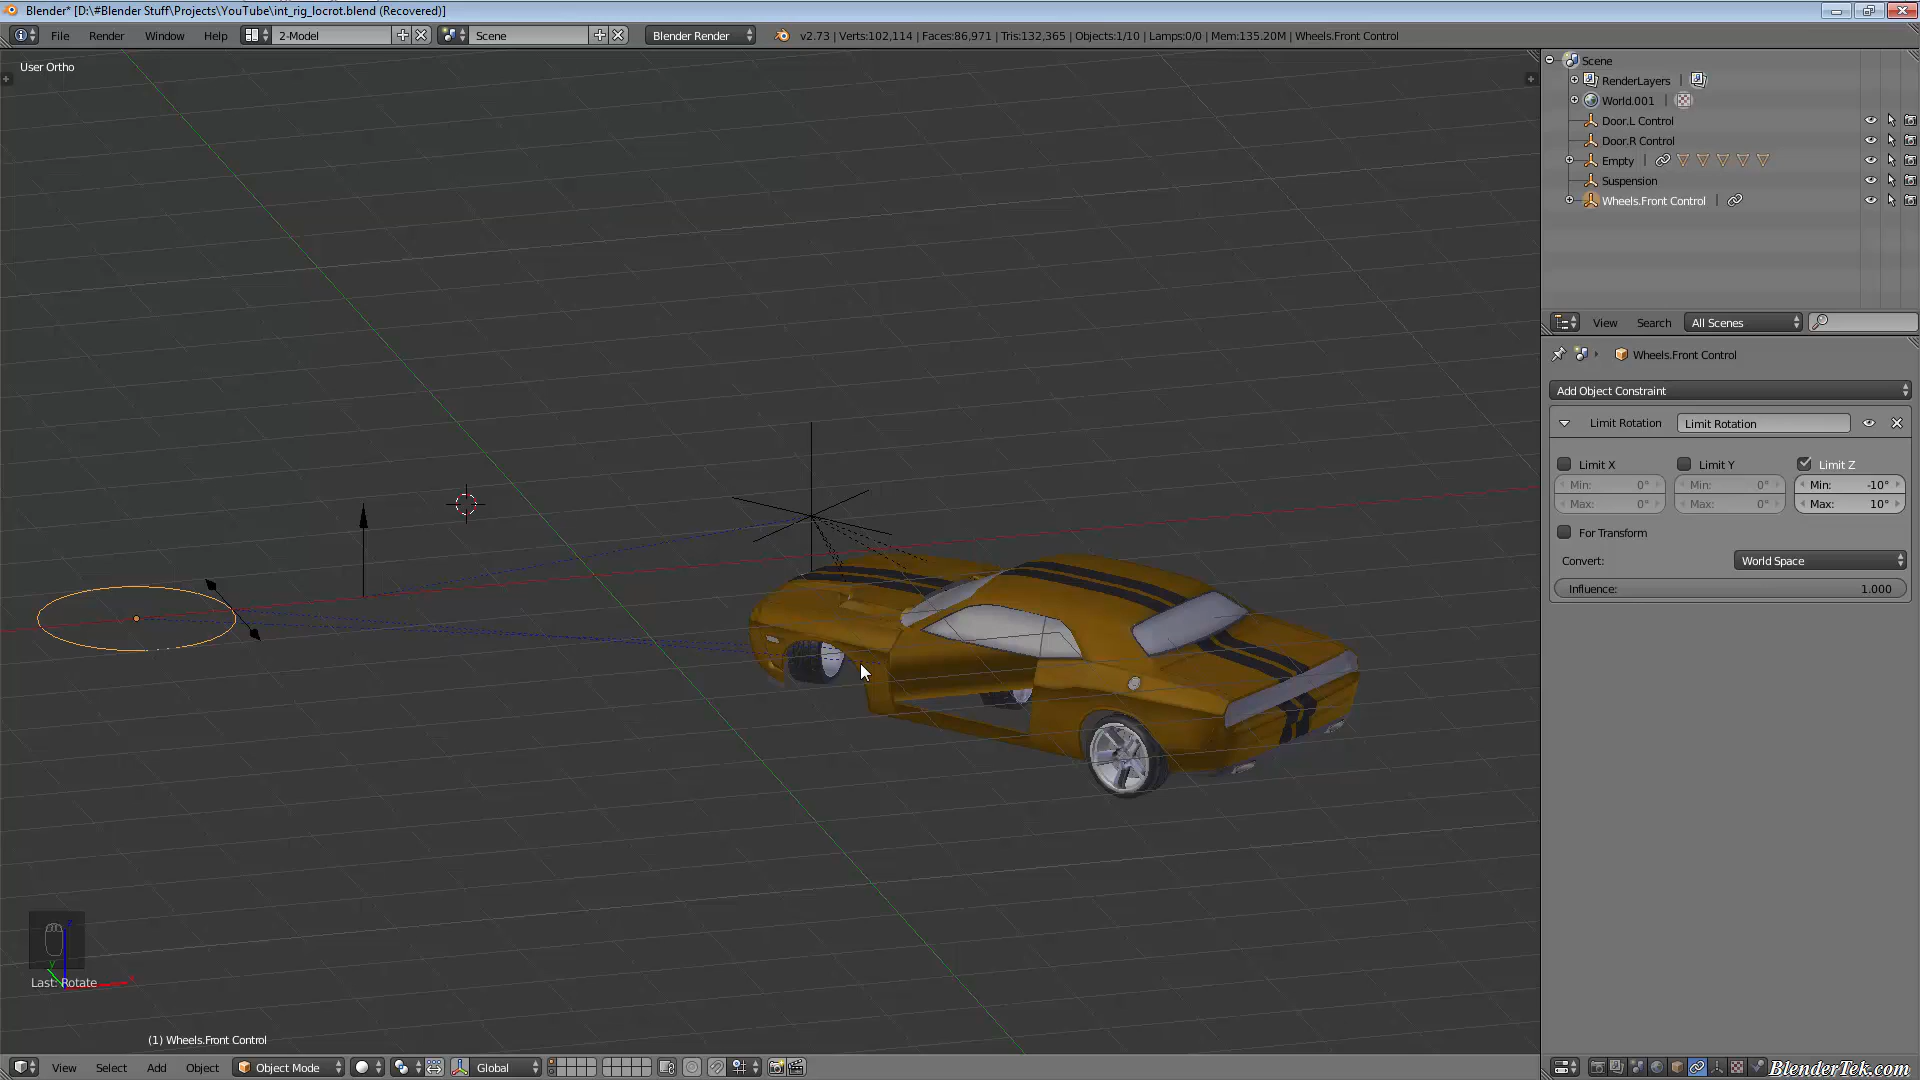 Blender* [D:\#Blender Stuff\Projects\YouTube\int_rig_locrot.blend (Recovered)]
File Render Window Help 2-Model Scene Blender Render v2.73 | Verts:102,114 | Faces:86,971 | Tris:132,365 | Objects:1/10 | Lamps:0/0 | Mem:135.20M | Wheels.Front Control
User Ortho
Scene
RenderLayers
World.001
Door.L Control
Door.R Control
Empty
Suspension
Wheels.Front Control
View Search All Scenes
Wheels.Front Control
Add Object Constraint
Limit Rotation Limit Rotation
Limit X Limit Y Limit Z
Min: 0° Min: 0° Min: -10°
Max: 0° Max: 0° Max: 10°
For Transform
Convert: World Space
Influence: 1.000
z
y
x
Last: Rotate
(1) Wheels.Front Control
View Select Add Object Object Mode Global
BlenderTek.com